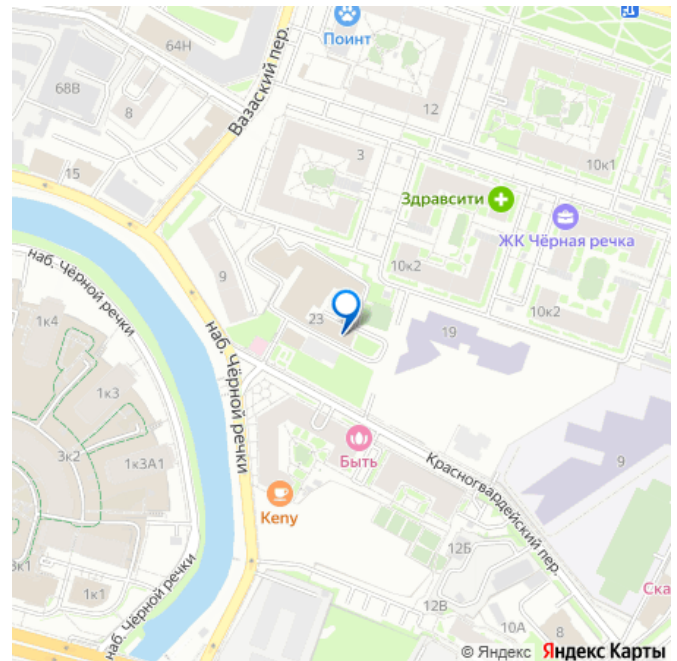 64Н
Поинт
68В
8
Вазаский пер.
12
15
3
10к1
Здравсити
ЖК Чёрная речка
наб. Чёрной речки
9
10к2
10к2
1к4
23
19
наб. Чёрной речки
1к3
3к2
1к3А1
Быть
Красногвардейский пер.
9
Keny
12Б
3к1
1к1
наб. Чёрной речки
12В
10А
8
Ска
© Яндекс Яндекс Карты